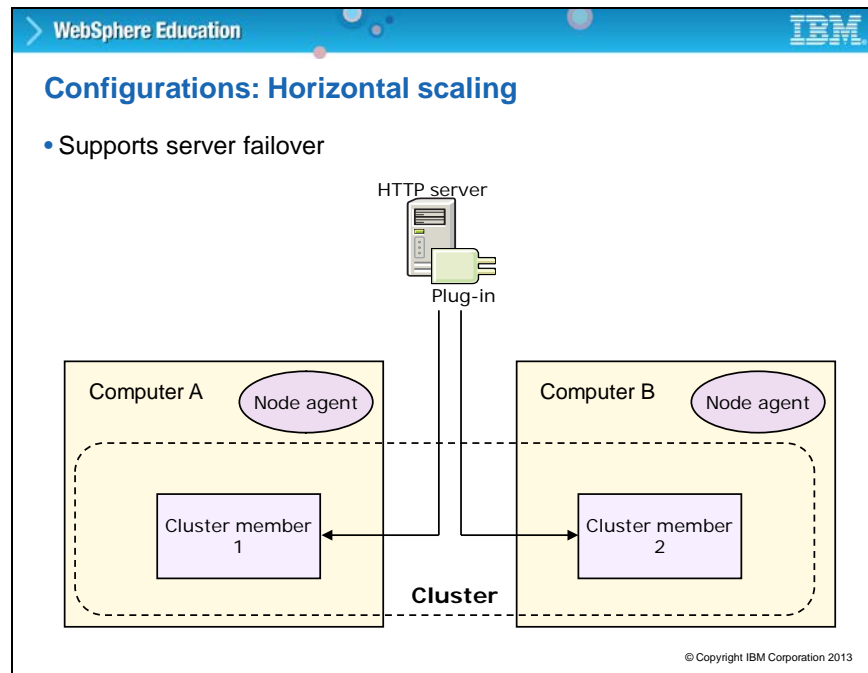 WebSphere Education
IBM
Configurations: Horizontal scaling
• Supports server failover
HTTP server
Plug-in
Computer A
Node agent
Computer B
Node agent
Cluster member
1
Cluster member
2
Cluster
© Copyright IBM Corporation 2013